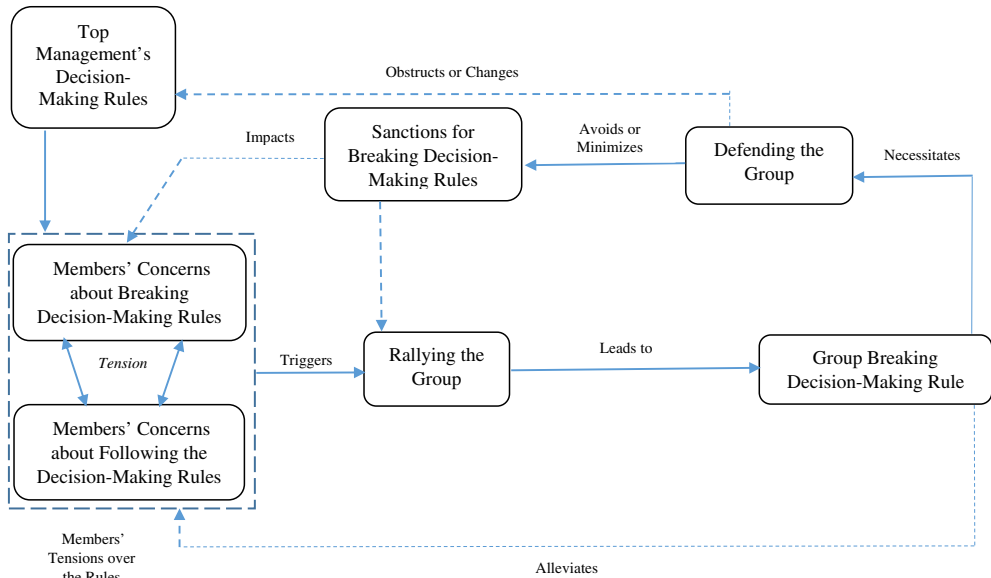 Top
Management’s
Decision-
Making Rules
Obstructs or Changes
Impacts
Sanctions for
Breaking Decision-
Making Rules
Avoids or
Minimizes
Defending the
Group
Necessitates
Members’ Concerns
about Breaking
Decision-Making Rules
Tension
Members’ Concerns
about Following the
Decision-Making Rules
Triggers
Rallying the
Group
Leads to
Group Breaking
Decision-Making Rule
Members’
Tensions over
the Rules
Alleviates